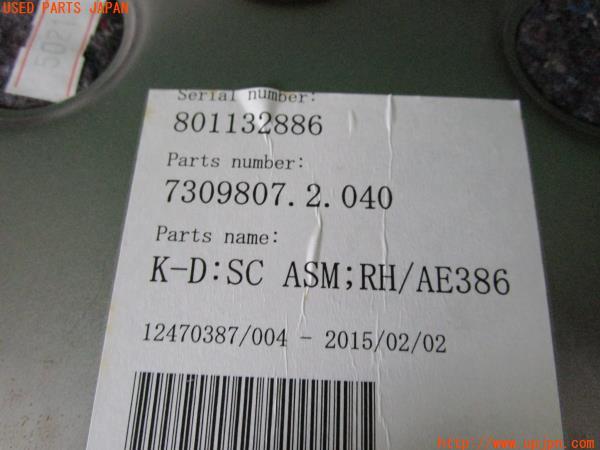 USED PARTS JAPAN
Serial number:
801132886
Parts number:
7309807.2.040
Parts name:
K-D:SC ASM;RH/AE386
12470387/004 - 2015/02/02
http://www.upjpn.com/